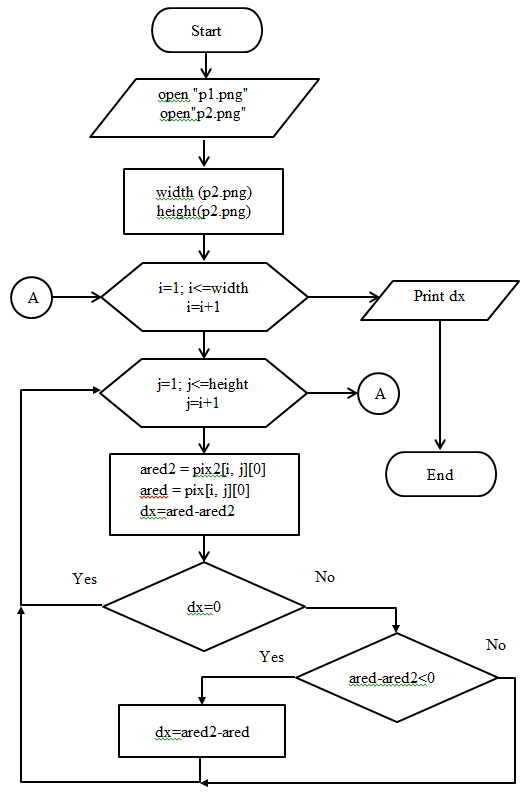 Start
open "p1.png"
open"p2.png"
width (p2.png)
height(p2.png)
A
i=1; i<=width
i=i+1
Print dx
j=1; j<=height
j=i+1
A
End
ared2 = pix2[i, j][0]
ared = pix[i, j][0]
dx=ared-ared2
Yes
No
dx=0
Yes
No
ared-ared2<0
dx=ared2-ared